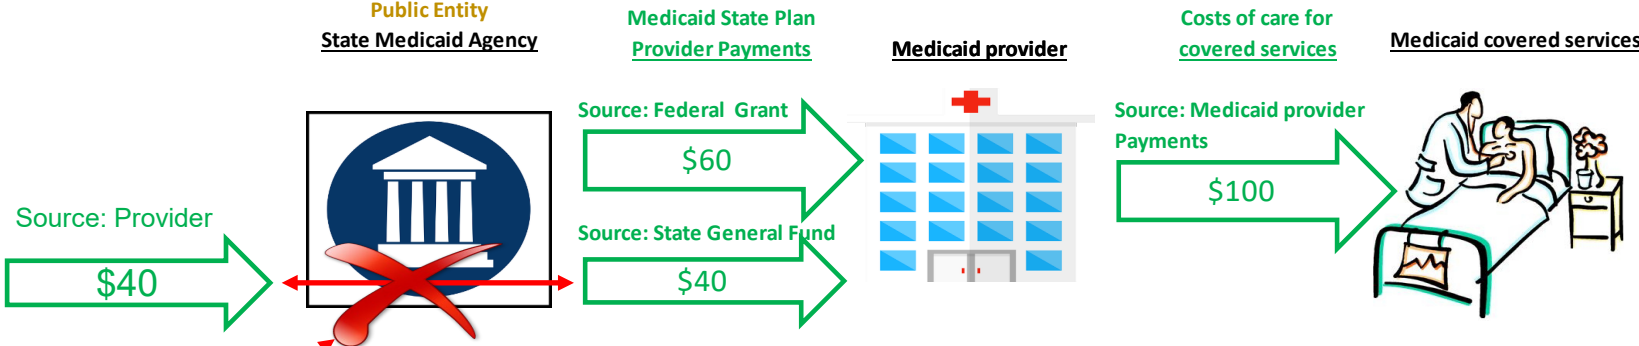 Public Entity
State Medicaid Agency
Medicaid State Plan
Provider Payments
Medicaid provider
Costs of care for
covered services
Medicaid covered services
Source: Federal  Grant
$60
Source: Medicaid provider
Payments
$100
Source: Provider
$40
Source: State General Fund
$40